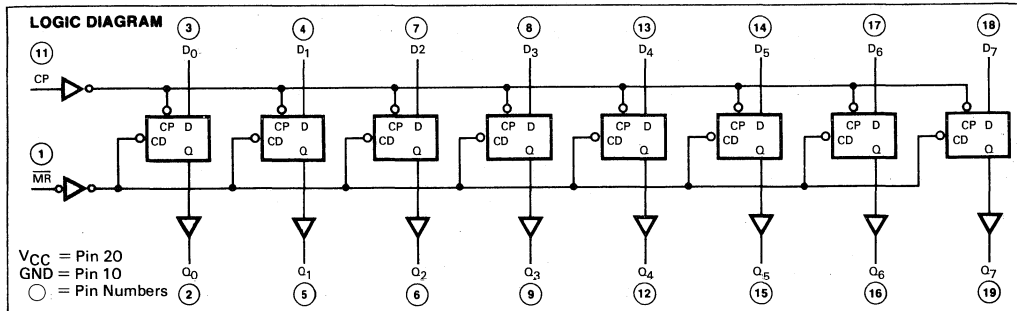 LOGIC DIAGRAM
3 4 7 8 13 14 17 18
D0 D1 D2 D3 D4 D5 D6 D7
11
CP
CP D CP D CP D CP D CP D CP D CP D CP D
CD CD CD CD CD CD CD CD
Q Q Q Q Q Q Q Q
1
M̅R̅
VCC = Pin 20
GND = Pin 10
◯ = Pin Numbers
Q0 Q1 Q2 Q3 Q4 Q5 Q6 Q7
2 5 6 9 12 15 16 19